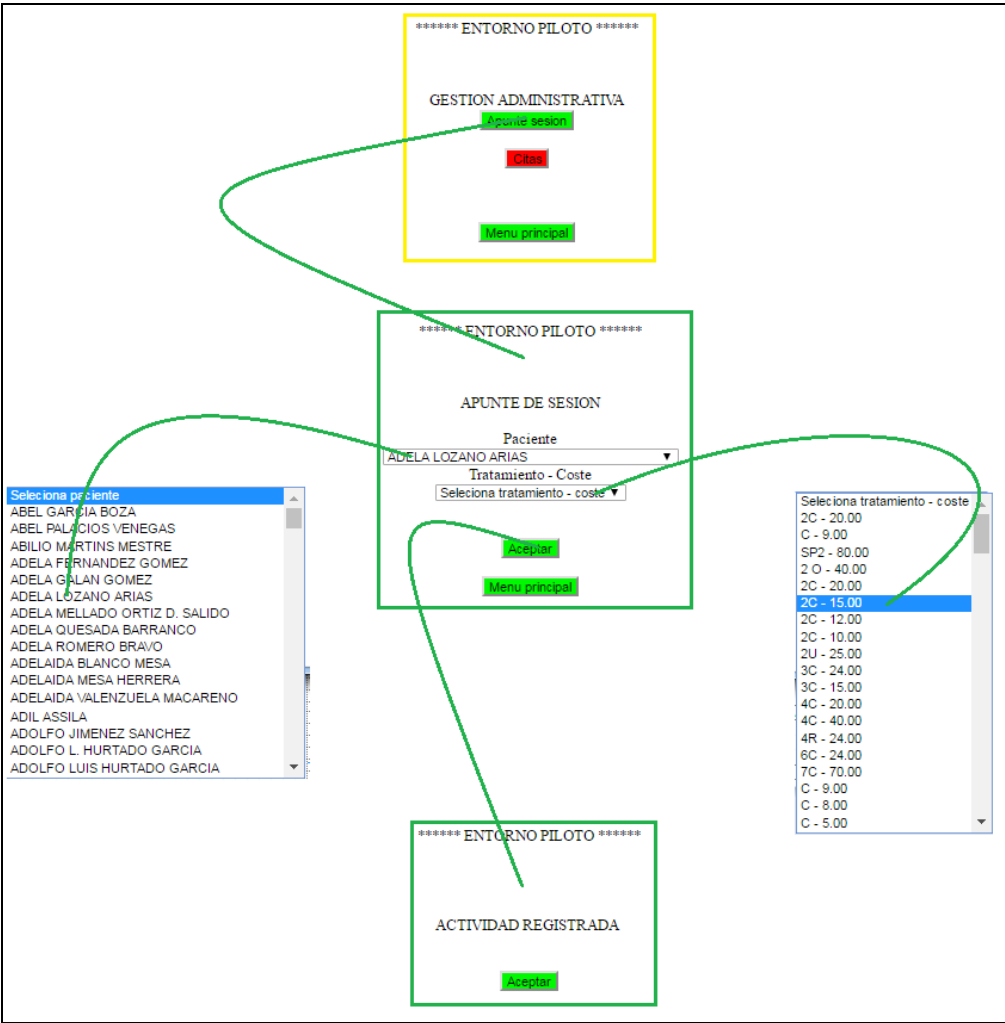 ****** ENTORNO PILOTO ******
GESTION ADMINISTRATIVA
Apunte sesion
Citas
Menu principal
****** ENTORNO PILOTO ******
APUNTE DE SESION
Paciente
ADELA LOZANO ARIAS
Tratamiento - Coste
Seleciona tratamiento - coste
Aceptar
Menu principal
Seleciona paciente
ABEL GARCIA BOZA
ABEL PALACIOS VENEGAS
ABILIO MARTINS MESTRE
ADELA FERNANDEZ GOMEZ
ADELA GALAN GOMEZ
ADELA LOZANO ARIAS
ADELA MELLADO ORTIZ D. SALIDO
ADELA QUESADA BARRANCO
ADELA ROMERO BRAVO
ADELAIDA BLANCO MESA
ADELAIDA MESA HERRERA
ADELAIDA VALENZUELA MACARENO
ADIL ASSILA
ADOLFO JIMENEZ SANCHEZ
ADOLFO L. HURTADO GARCIA
ADOLFO LUIS HURTADO GARCIA
Seleciona tratamiento - coste
2C - 20.00
C - 9.00
SP2 - 80.00
2 O - 40.00
2C - 20.00
2C - 15.00
2C - 12.00
2C - 10.00
2U - 25.00
3C - 24.00
3C - 15.00
4C - 20.00
4C - 40.00
4R - 24.00
6C - 24.00
7C - 70.00
C - 9.00
C - 8.00
C - 5.00
****** ENTORNO PILOTO ******
ACTIVIDAD REGISTRADA
Aceptar